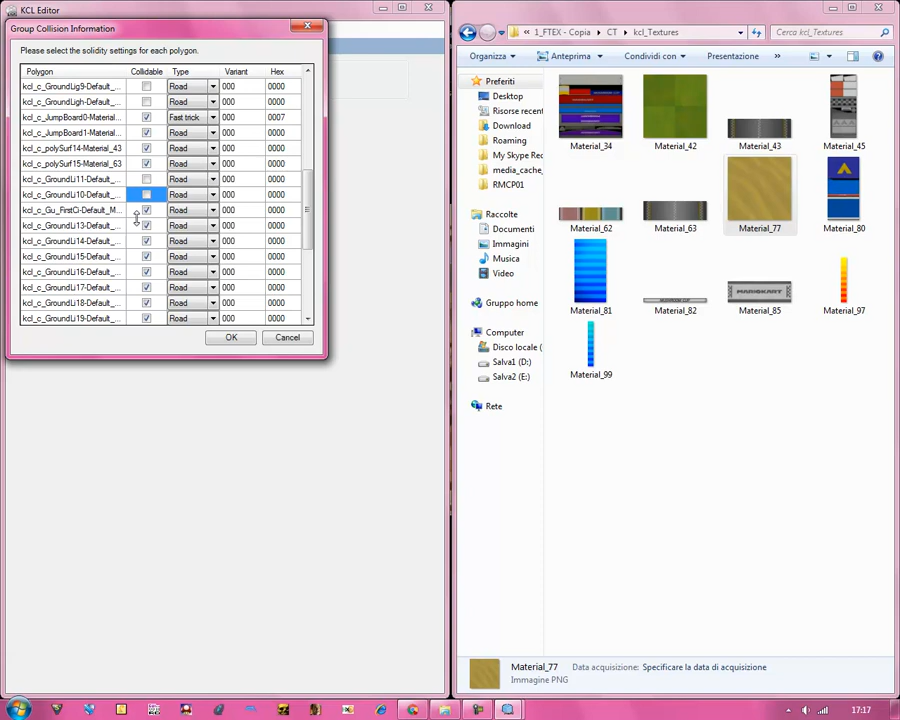 KCL Editor
Group Collision Information
Please select the solidity settings for each polygon.
Polygon Collidable Type Variant Hex
kcl_c_GroundLig9-Default_... Road 000 0000
kcl_c_GroundLigh-Default_... Road 000 0000
kcl_c_JumpBoard0-Material... Fast trick 000 0007
kcl_c_JumpBoard1-Material... Road 000 0000
kcl_c_polySurf14-Material_43 Road 000 0000
kcl_c_polySurf15-Material_63 Road 000 0000
kcl_c_GroundLi11-Default_... Road 000 0000
kcl_c_GroundLi10-Default_... Road 000 0000
kcl_c_Gu_FirstCi-Default_M... Road 000 0000
kcl_c_GroundLi13-Default_... Road 000 0000
kcl_c_GroundLi14-Default_... Road 000 0000
kcl_c_GroundLi15-Default_... Road 000 0000
kcl_c_GroundLi16-Default_... Road 000 0000
kcl_c_GroundLi17-Default_... Road 000 0000
kcl_c_GroundLi18-Default_... Road 000 0000
kcl_c_GroundLi19-Default_... Road 000 0000
OK Cancel
« 1_FTEX - Copia CT kcl_Textures
Cerca kcl_Textures
Organizza Anteprima Condividi con Presentazione »
Preferiti
Desktop
Risorse recent
Download
Roaming
My Skype Rec
media_cache_
RMCP01
Raccolte
Documenti
Immagini
Musica
Video
Gruppo home
Computer
Disco locale (
Salva1 (D:)
Salva2 (E:)
Rete
Material_34 Material_42 Material_43 Material_45
Material_62 Material_63 Material_77 Material_80
MARIOKART
Material_81 Material_82 Material_85 Material_97
Material_99
Material_77 Data acquisizione: Specificare la data di acquisizione
Immagine PNG
17:17